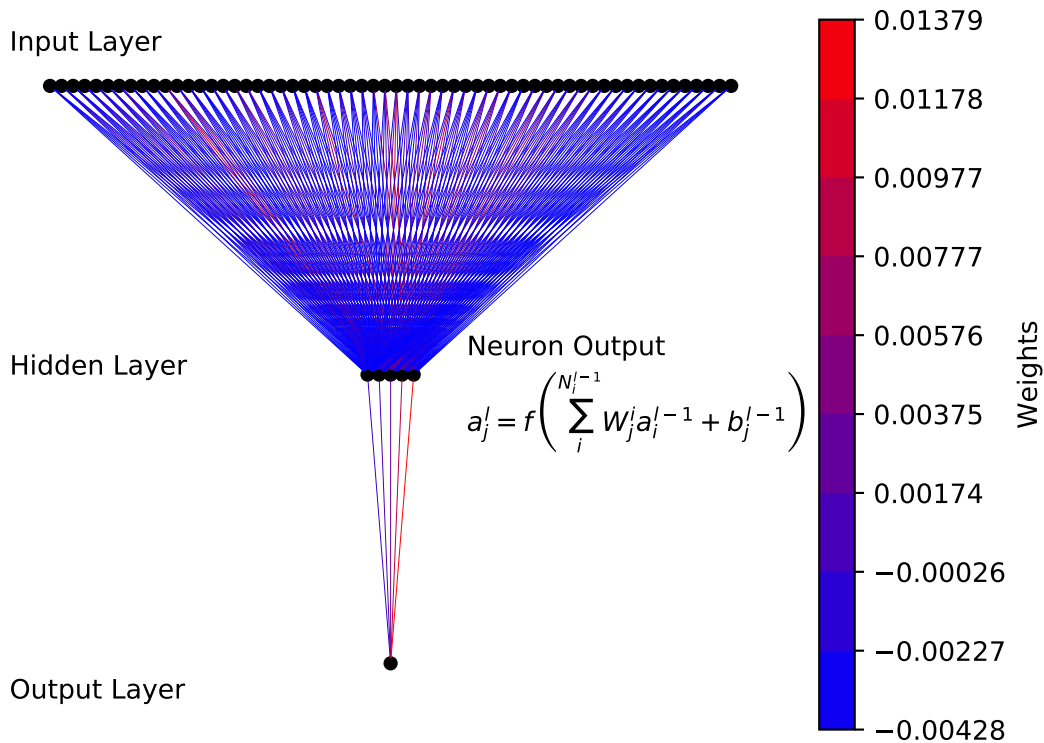 Input Layer
Hidden Layer
Output Layer
Neuron Output
a_j^l = f(∑_i^{N_i^{l−1}} W_j^i a_i^{l−1} + b_j^{l−1})
0.01379
0.01178
0.00977
0.00777
0.00576
0.00375
0.00174
−0.00026
−0.00227
−0.00428
Weights